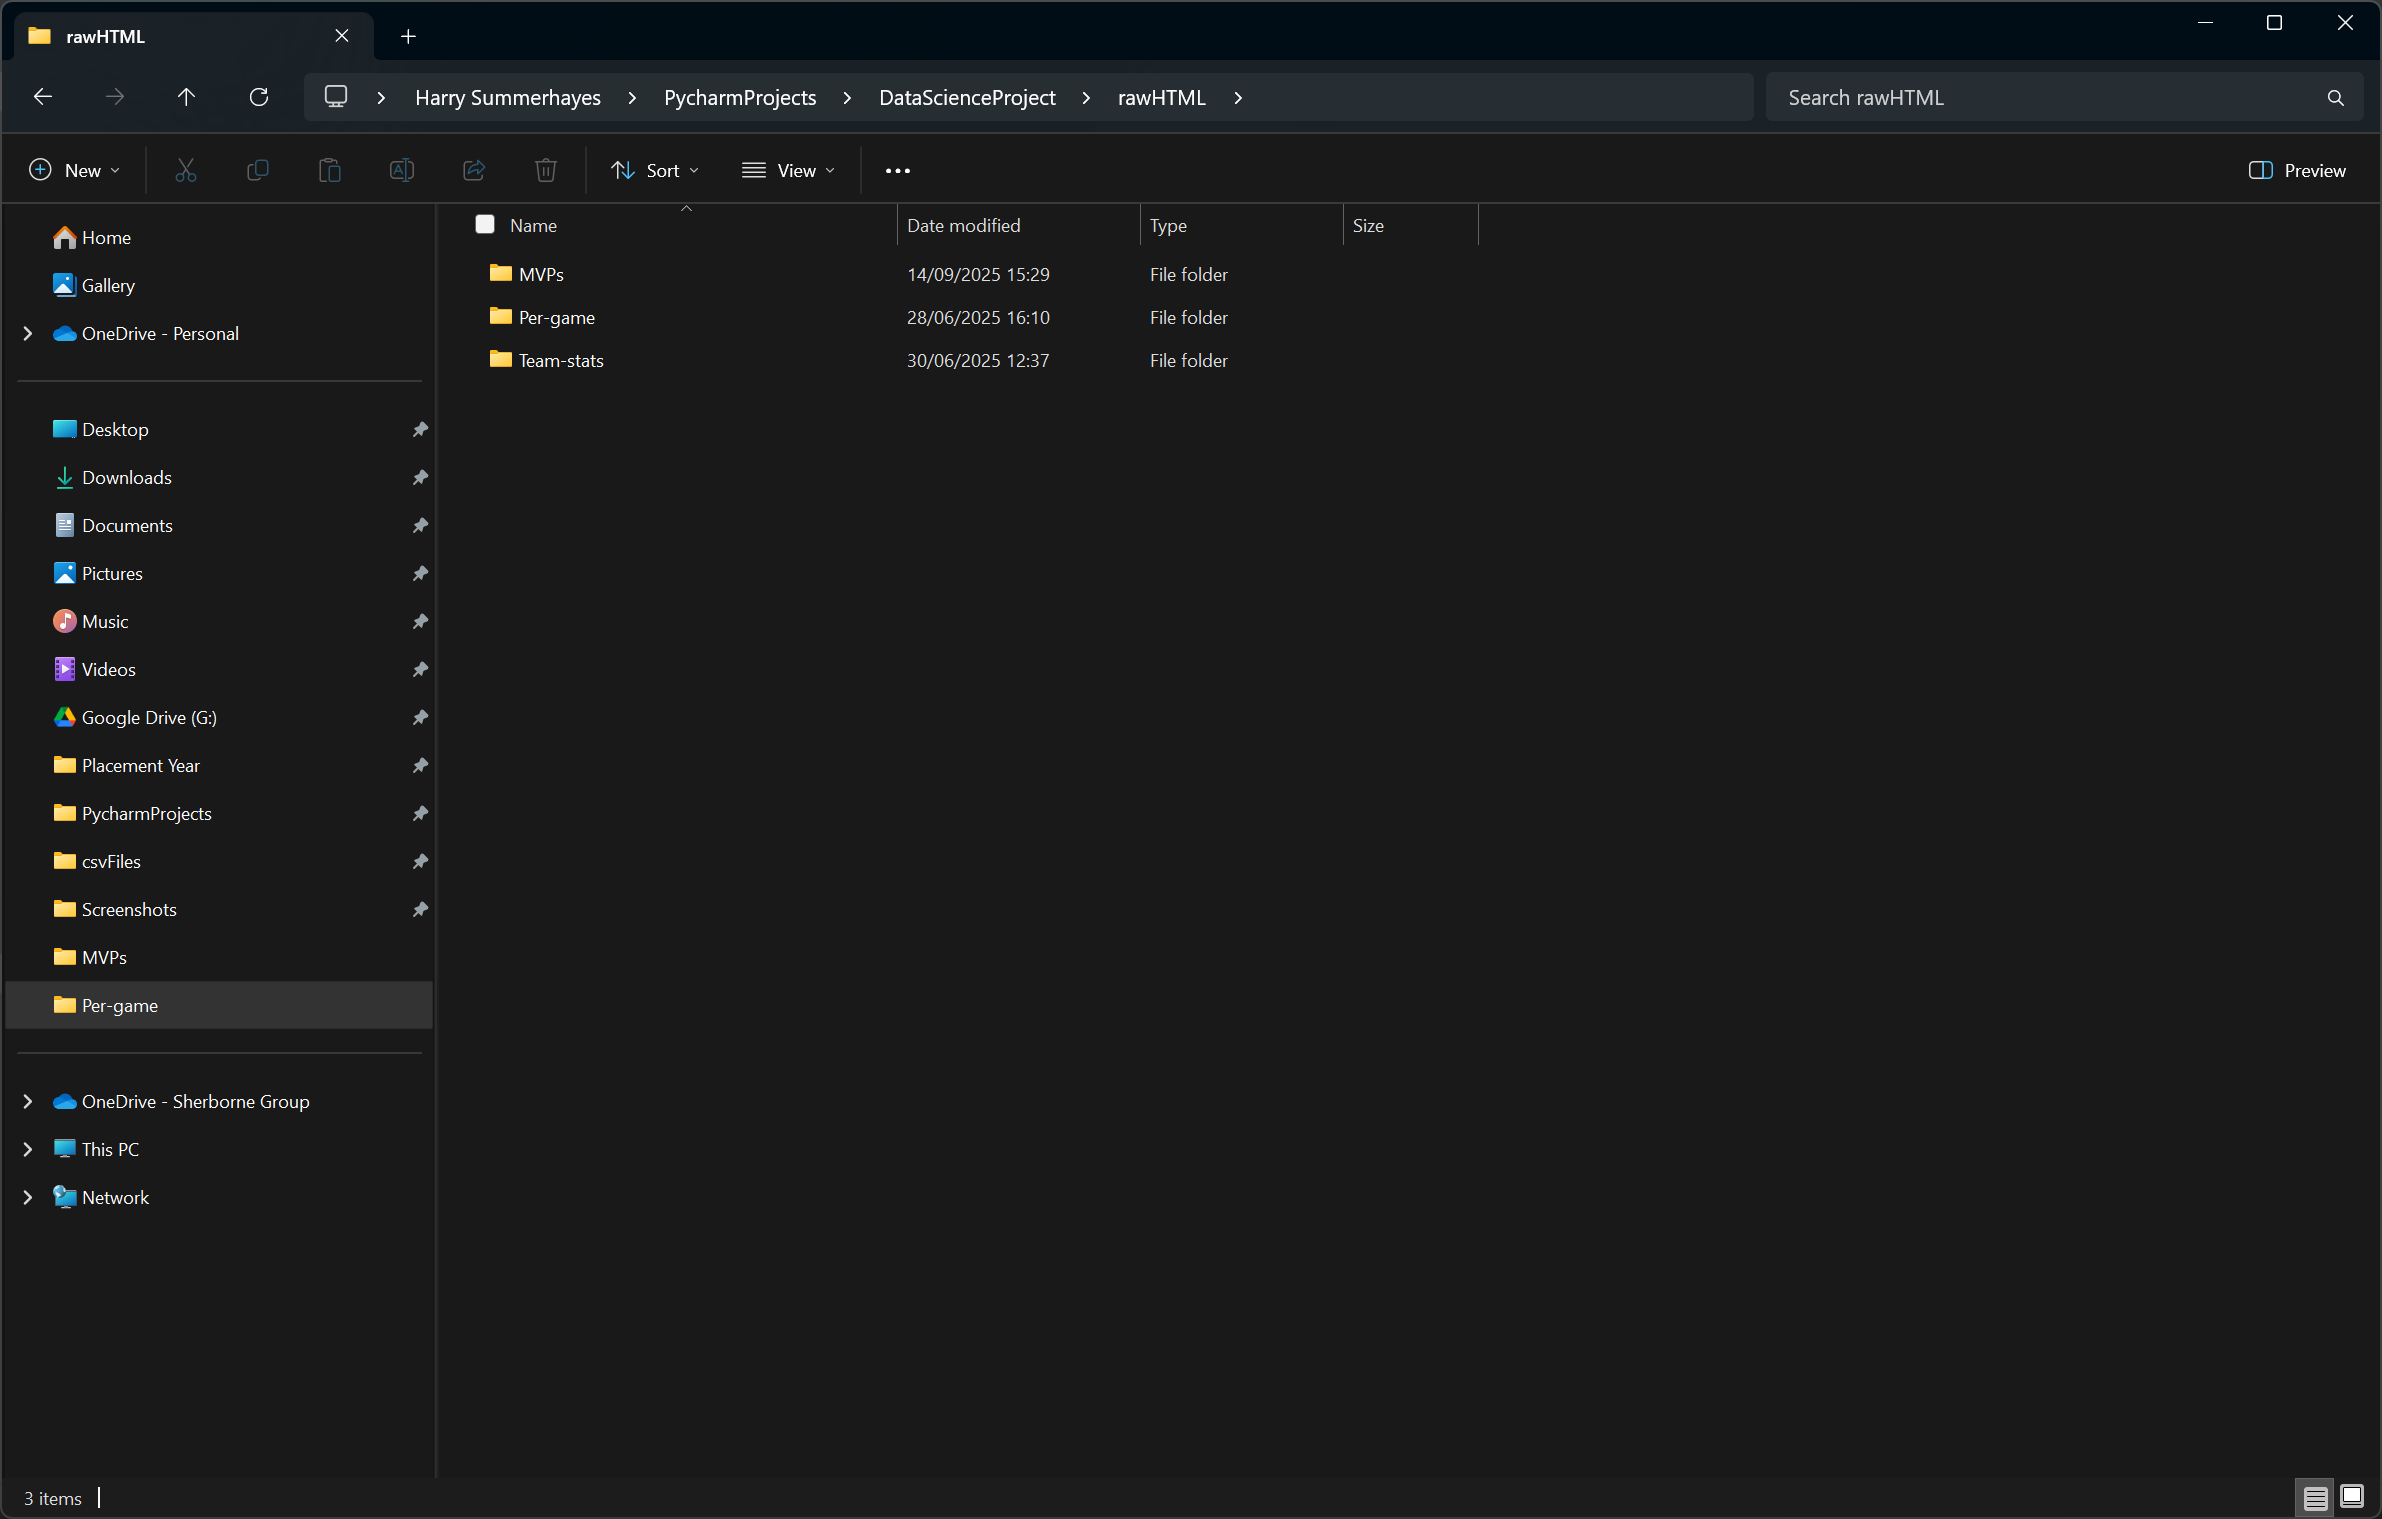 rawHTML
Harry Summerhayes PycharmProjects DataScienceProject rawHTML
Search rawHTML
New Sort View Preview
Name Date modified Type Size
MVPs 14/09/2025 15:29 File folder
Per-game 28/06/2025 16:10 File folder
Team-stats 30/06/2025 12:37 File folder
Home
Gallery
OneDrive - Personal
Desktop
Downloads
Documents
Pictures
Music
Videos
Google Drive (G:)
Placement Year
PycharmProjects
csvFiles
Screenshots
MVPs
Per-game
OneDrive - Sherborne Group
This PC
Network
3 items